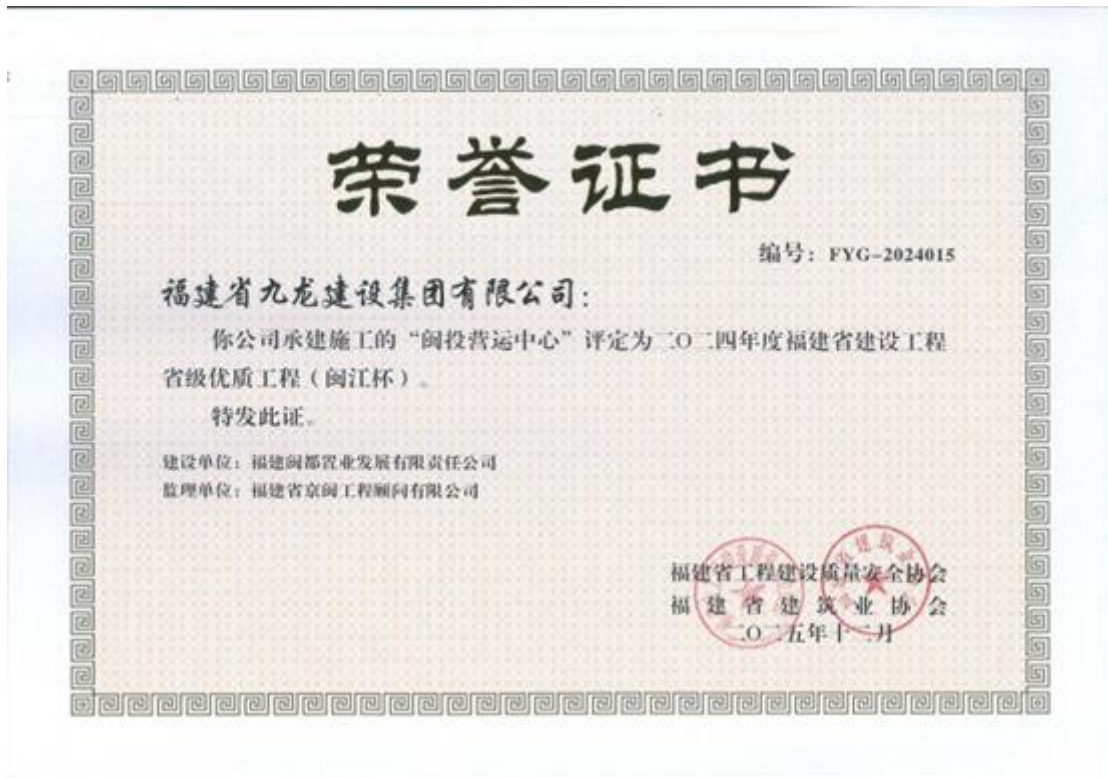 荣誉证书
编号：FYG-2024015
福建省九龙建设集团有限公司：
你公司承建施工的“闽投营运中心”评定为二〇二四年度福建省建设工程
省级优质工程（闽江杯）。
特发此证。
建设单位：福建闽都置业发展有限责任公司
监理单位：福建省京闽工程顾问有限公司
福建省工程建设质量安全协会
福建省建筑业协会
二〇二五年十二月